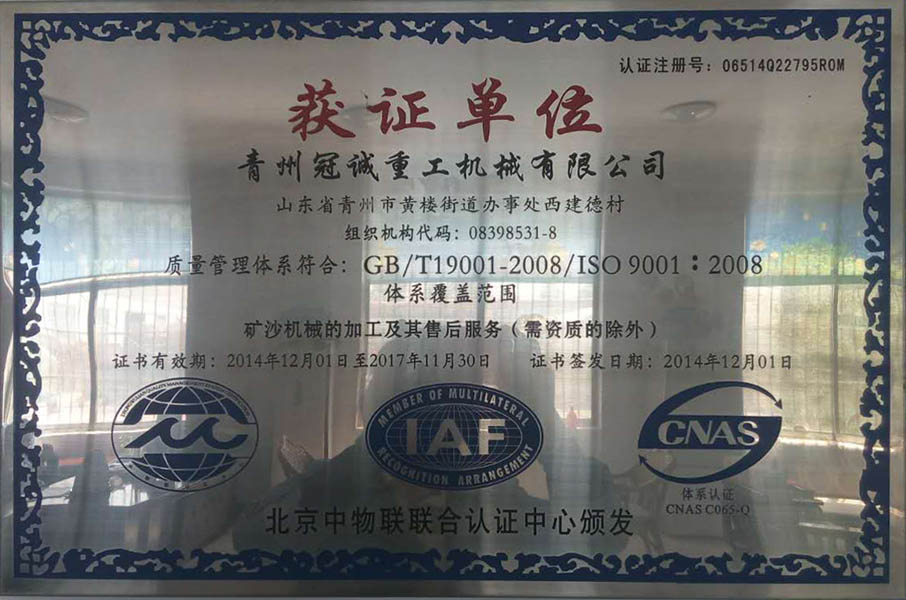 认证注册号：06514Q22795R0M
获证单位
青州冠诚重工机械有限公司
山东省青州市黄楼街道办事处西建德村
组织机构代码：08398531-8
质量管理体系符合：GB/T19001-2008/ISO 9001：2008
体系覆盖范围
矿沙机械的加工及其售后服务（需资质的除外）
证书有效期：2014年12月01日至2017年11月30日 证书签发日期：2014年12月01日
MEMBER OF MULTILATERAL
IAF
RECOGNITION ARRANGEMENT
CNAS
体系认证
CNAS C065-Q
北京中物联联合认证中心颁发